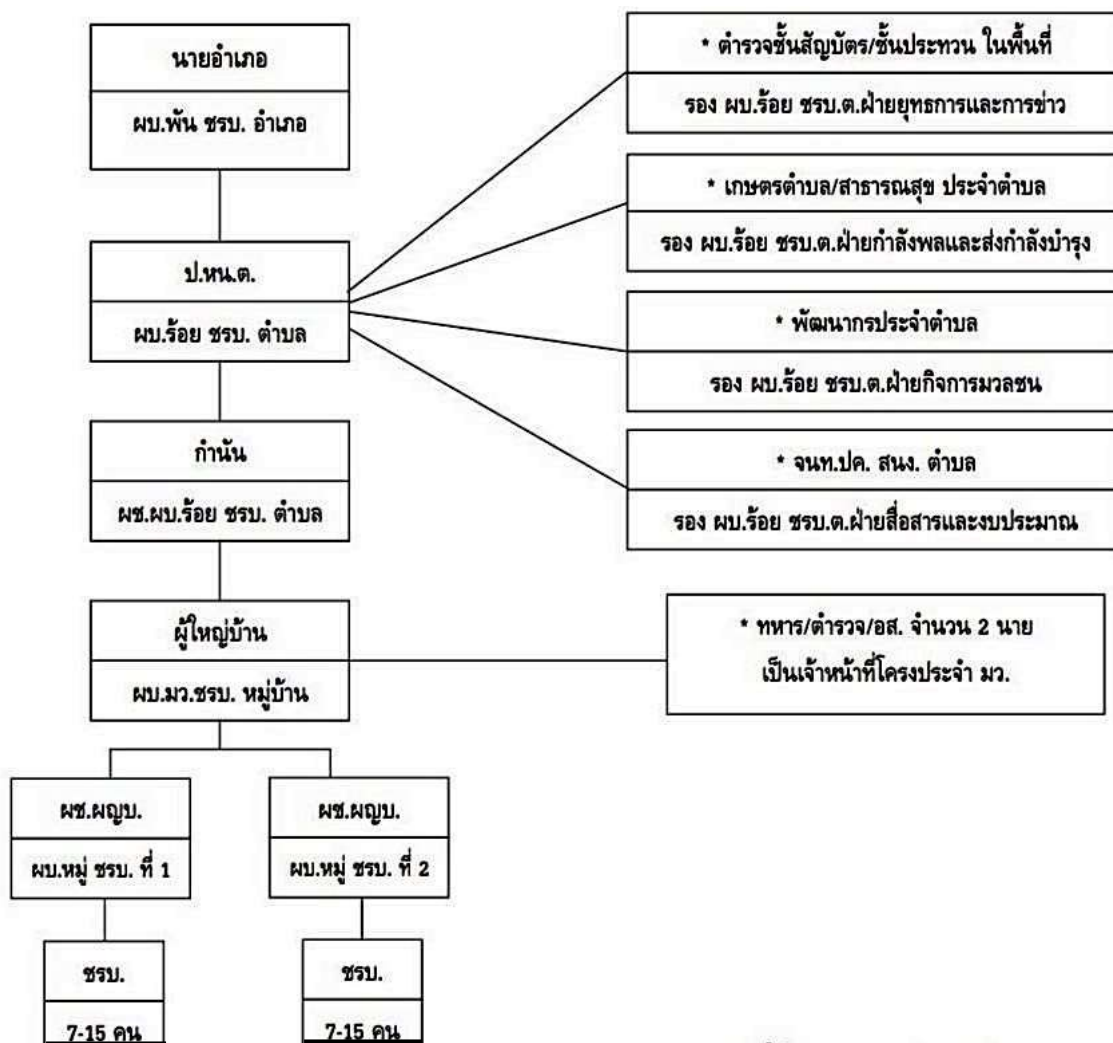 นายอำเภอ
ผบ.พัน ชรบ. อำเภอ
* ตำรวจชั้นสัญบัตร/ชั้นประทวน ในพื้นที่
รอง ผบ.ร้อย ชรบ.ต.ฝ่ายยุทธการและการข่าว
* เกษตรตำบล/สาธารณสุข ประจำตำบล
รอง ผบ.ร้อย ชรบ.ต.ฝ่ายกำลังพลและส่งกำลังบำรุง
ป.หน.ต.
ผบ.ร้อย ชรบ. ตำบล
* พัฒนากรประจำตำบล
รอง ผบ.ร้อย ชรบ.ต.ฝ่ายกิจการมวลชน
กำนัน
ผช.ผบ.ร้อย ชรบ. ตำบล
* จนท.ปค. สนง. ตำบล
รอง ผบ.ร้อย ชรบ.ต.ฝ่ายสื่อสารและงบประมาณ
ผู้ใหญ่บ้าน
ผบ.มว.ชรบ. หมู่บ้าน
* ทหาร/ตำรวจ/อส. จำนวน 2 นาย
เป็นเจ้าหน้าที่โครงประจำ มว.
ผช.ผญบ.
ผบ.หมู่ ชรบ. ที่ 1
ผช.ผญบ.
ผบ.หมู่ ชรบ. ที่ 2
ชรบ.
7-15 คน
ชรบ.
7-15 คน